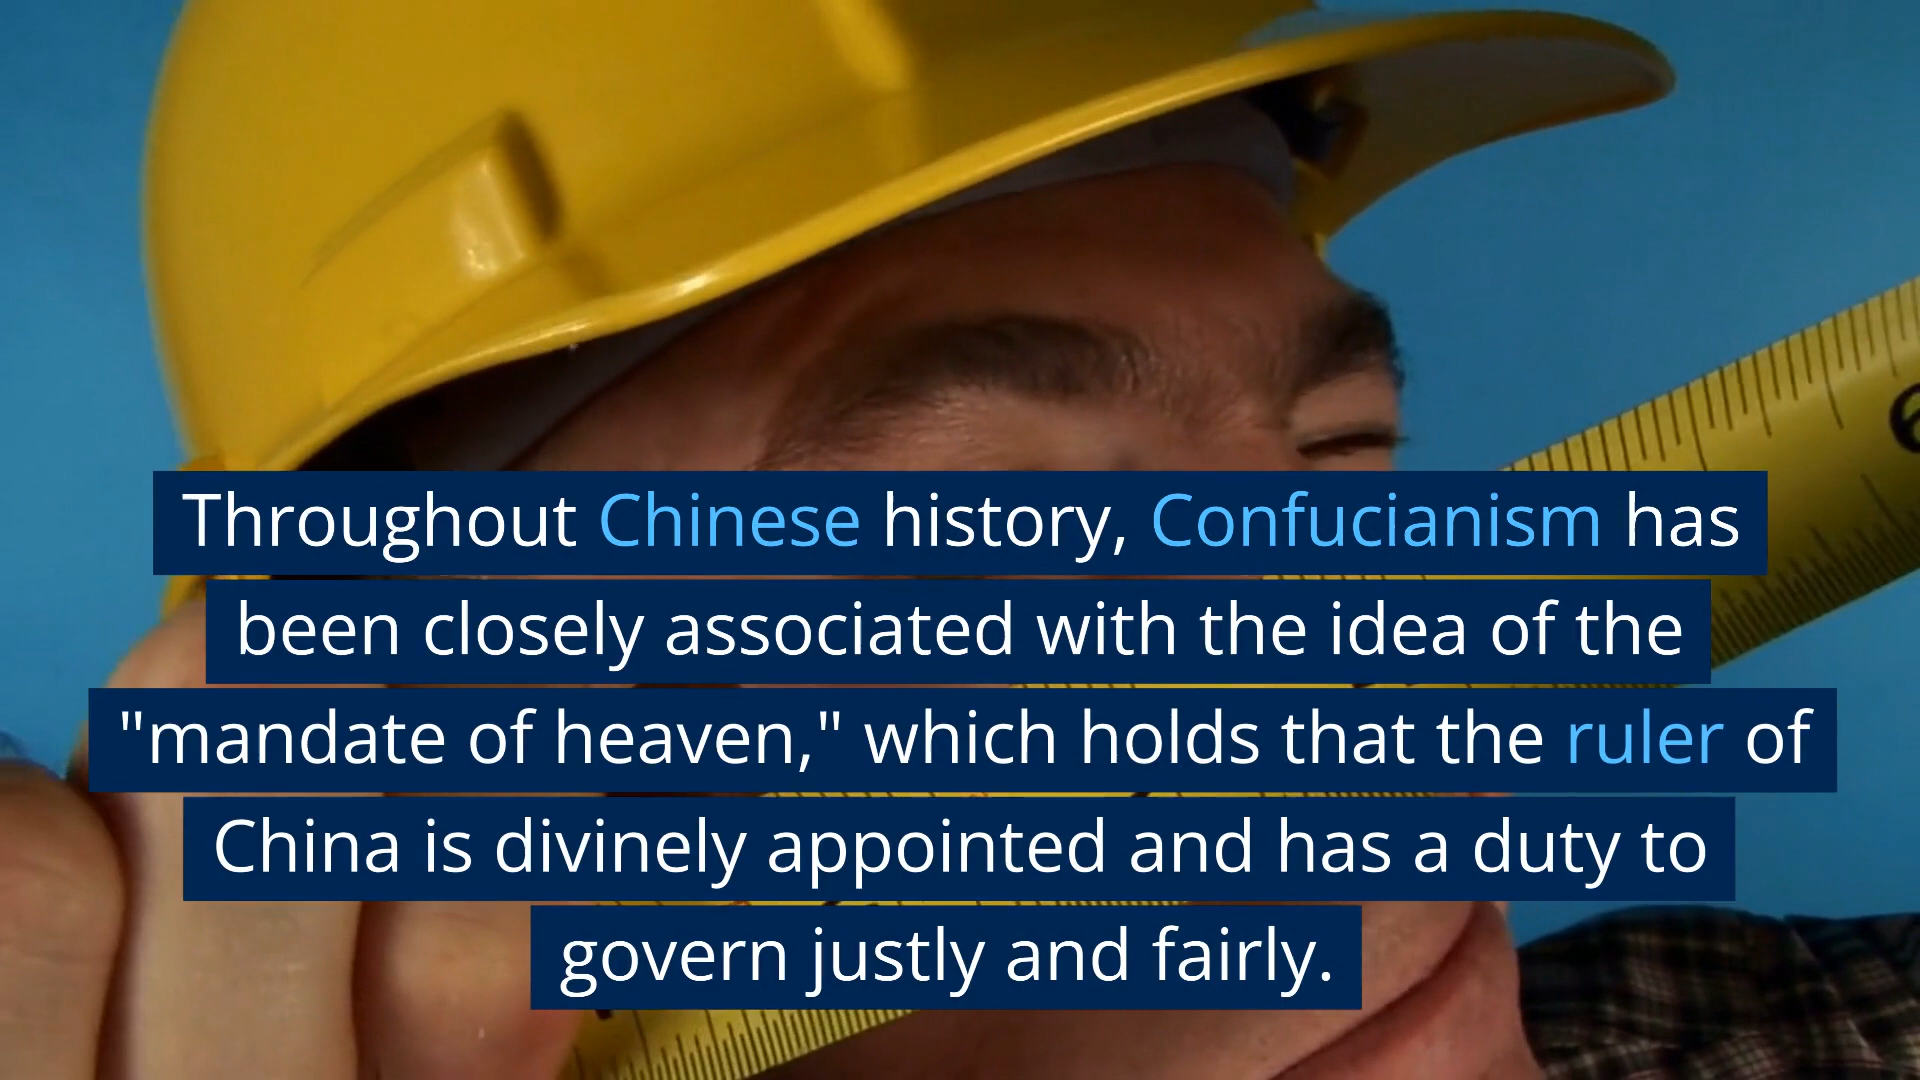 Throughout Chinese history, Confucianism has
been closely associated with the idea of the
"mandate of heaven," which holds that the ruler of
China is divinely appointed and has a duty to
govern justly and fairly.
6